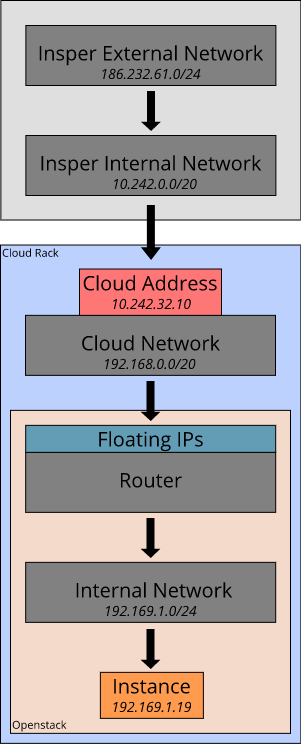 Insper External Network
186.232.61.0/24
Insper Internal Network
10.242.0.0/20
Cloud Rack
Cloud Address
10.242.32.10
Cloud Network
192.168.0.0/20
Floating IPs
Router
Internal Network
192.169.1.0/24
Instance
192.169.1.19
Openstack